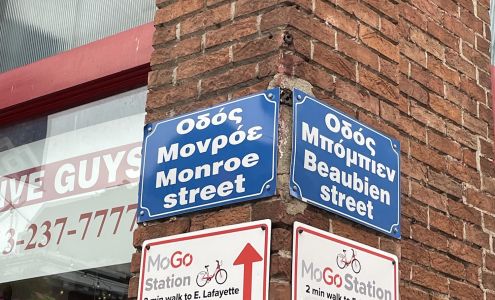 IVE GUYS
3-237-7777
Οδός
Μονρόε
Monroe
street
Οδός
Μπόμπιεν
Beaubien
street
MoGo
Station
2 min walk to E. Lafayette
MoGo
Station
2 min walk to E.